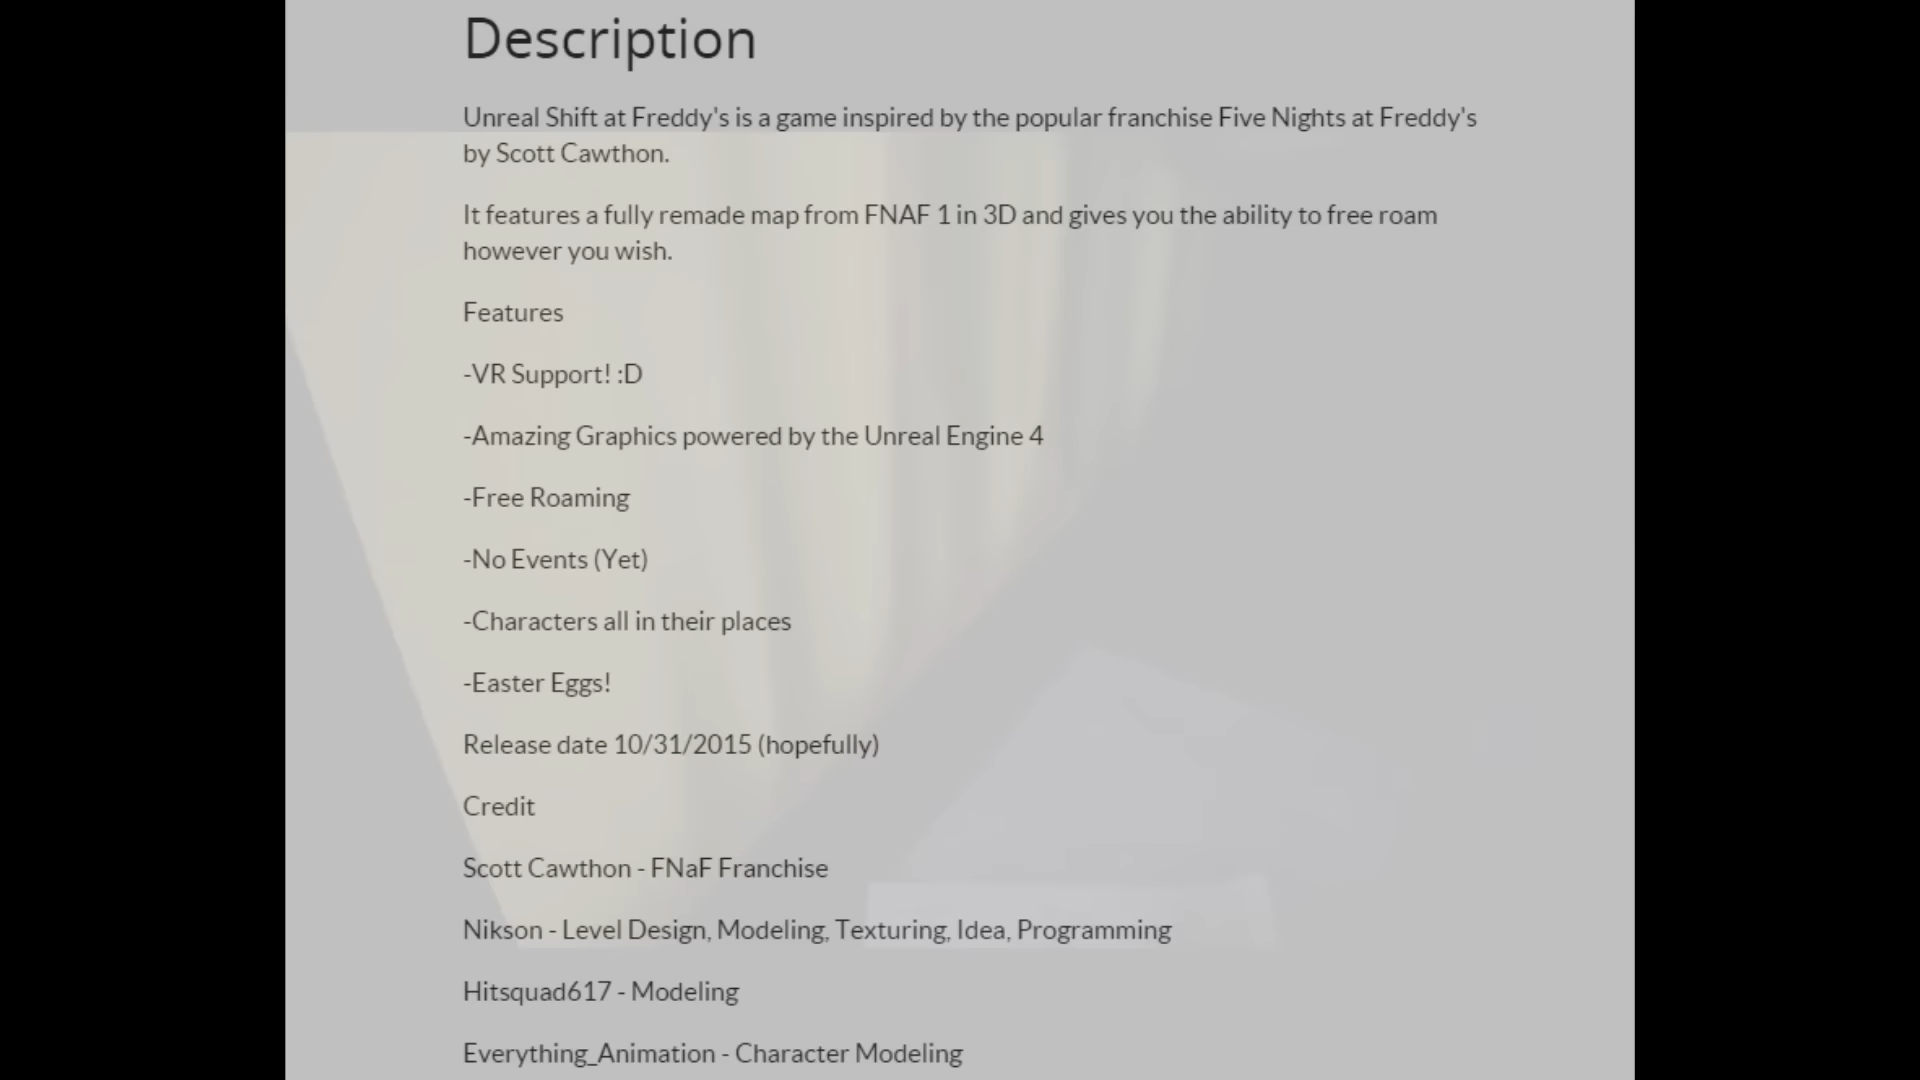 Description
Unreal Shift at Freddy's is a game inspired by the popular franchise Five Nights at Freddy's
by Scott Cawthon.
It features a fully remade map from FNAF 1 in 3D and gives you the ability to free roam
however you wish.
Features
-VR Support! :D
-Amazing Graphics powered by the Unreal Engine 4
-Free Roaming
-No Events (Yet)
-Characters all in their places
-Easter Eggs!
Release date 10/31/2015 (hopefully)
Credit
Scott Cawthon - FNaF Franchise
Nikson - Level Design, Modeling, Texturing, Idea, Programming
Hitsquad617 - Modeling
Everything_Animation - Character Modeling